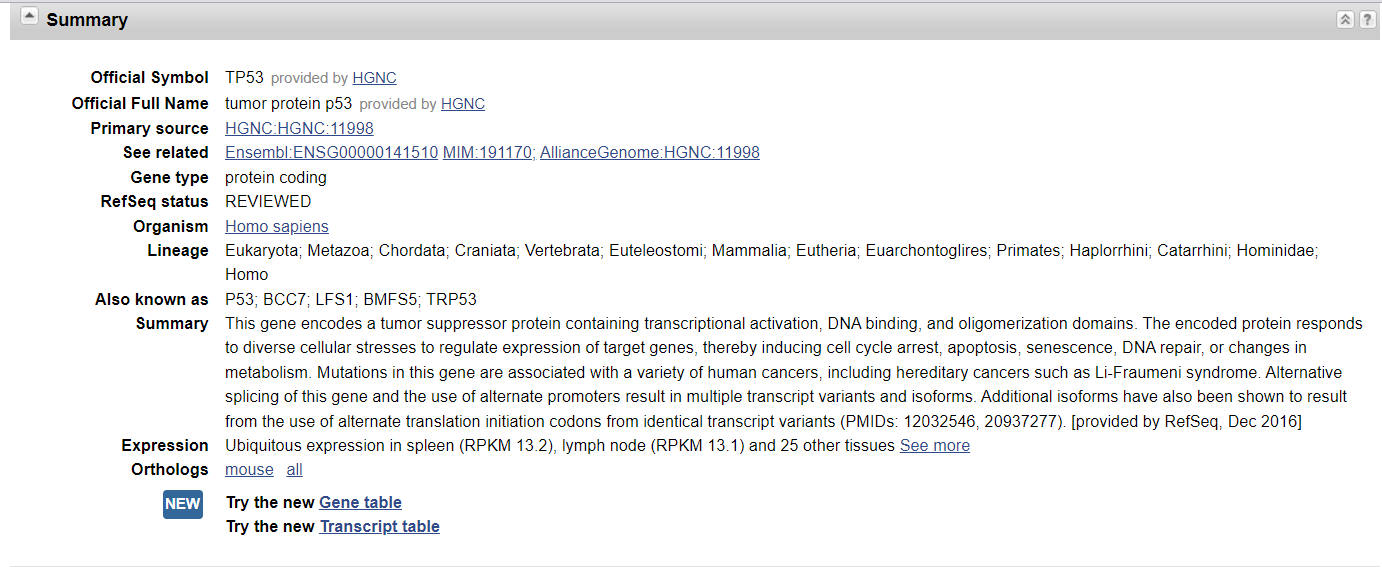 Summary
Official Symbol TP53 provided by HGNC
Official Full Name tumor protein p53 provided by HGNC
Primary source HGNC:HGNC:11998
See related Ensembl:ENSG00000141510 MIM:191170; AllianceGenome:HGNC:11998
Gene type protein coding
RefSeq status REVIEWED
Organism Homo sapiens
Lineage Eukaryota; Metazoa; Chordata; Craniata; Vertebrata; Euteleostomi; Mammalia; Eutheria; Euarchontoglires; Primates; Haplorrhini; Catarrhini; Hominidae;
Homo
Also known as P53; BCC7; LFS1; BMFS5; TRP53
Summary This gene encodes a tumor suppressor protein containing transcriptional activation, DNA binding, and oligomerization domains. The encoded protein responds
to diverse cellular stresses to regulate expression of target genes, thereby inducing cell cycle arrest, apoptosis, senescence, DNA repair, or changes in
metabolism. Mutations in this gene are associated with a variety of human cancers, including hereditary cancers such as Li-Fraumeni syndrome. Alternative
splicing of this gene and the use of alternate promoters result in multiple transcript variants and isoforms. Additional isoforms have also been shown to result
from the use of alternate translation initiation codons from identical transcript variants (PMIDs: 12032546, 20937277). [provided by RefSeq, Dec 2016]
Expression Ubiquitous expression in spleen (RPKM 13.2), lymph node (RPKM 13.1) and 25 other tissues See more
Orthologs mouse all
NEW Try the new Gene table
Try the new Transcript table